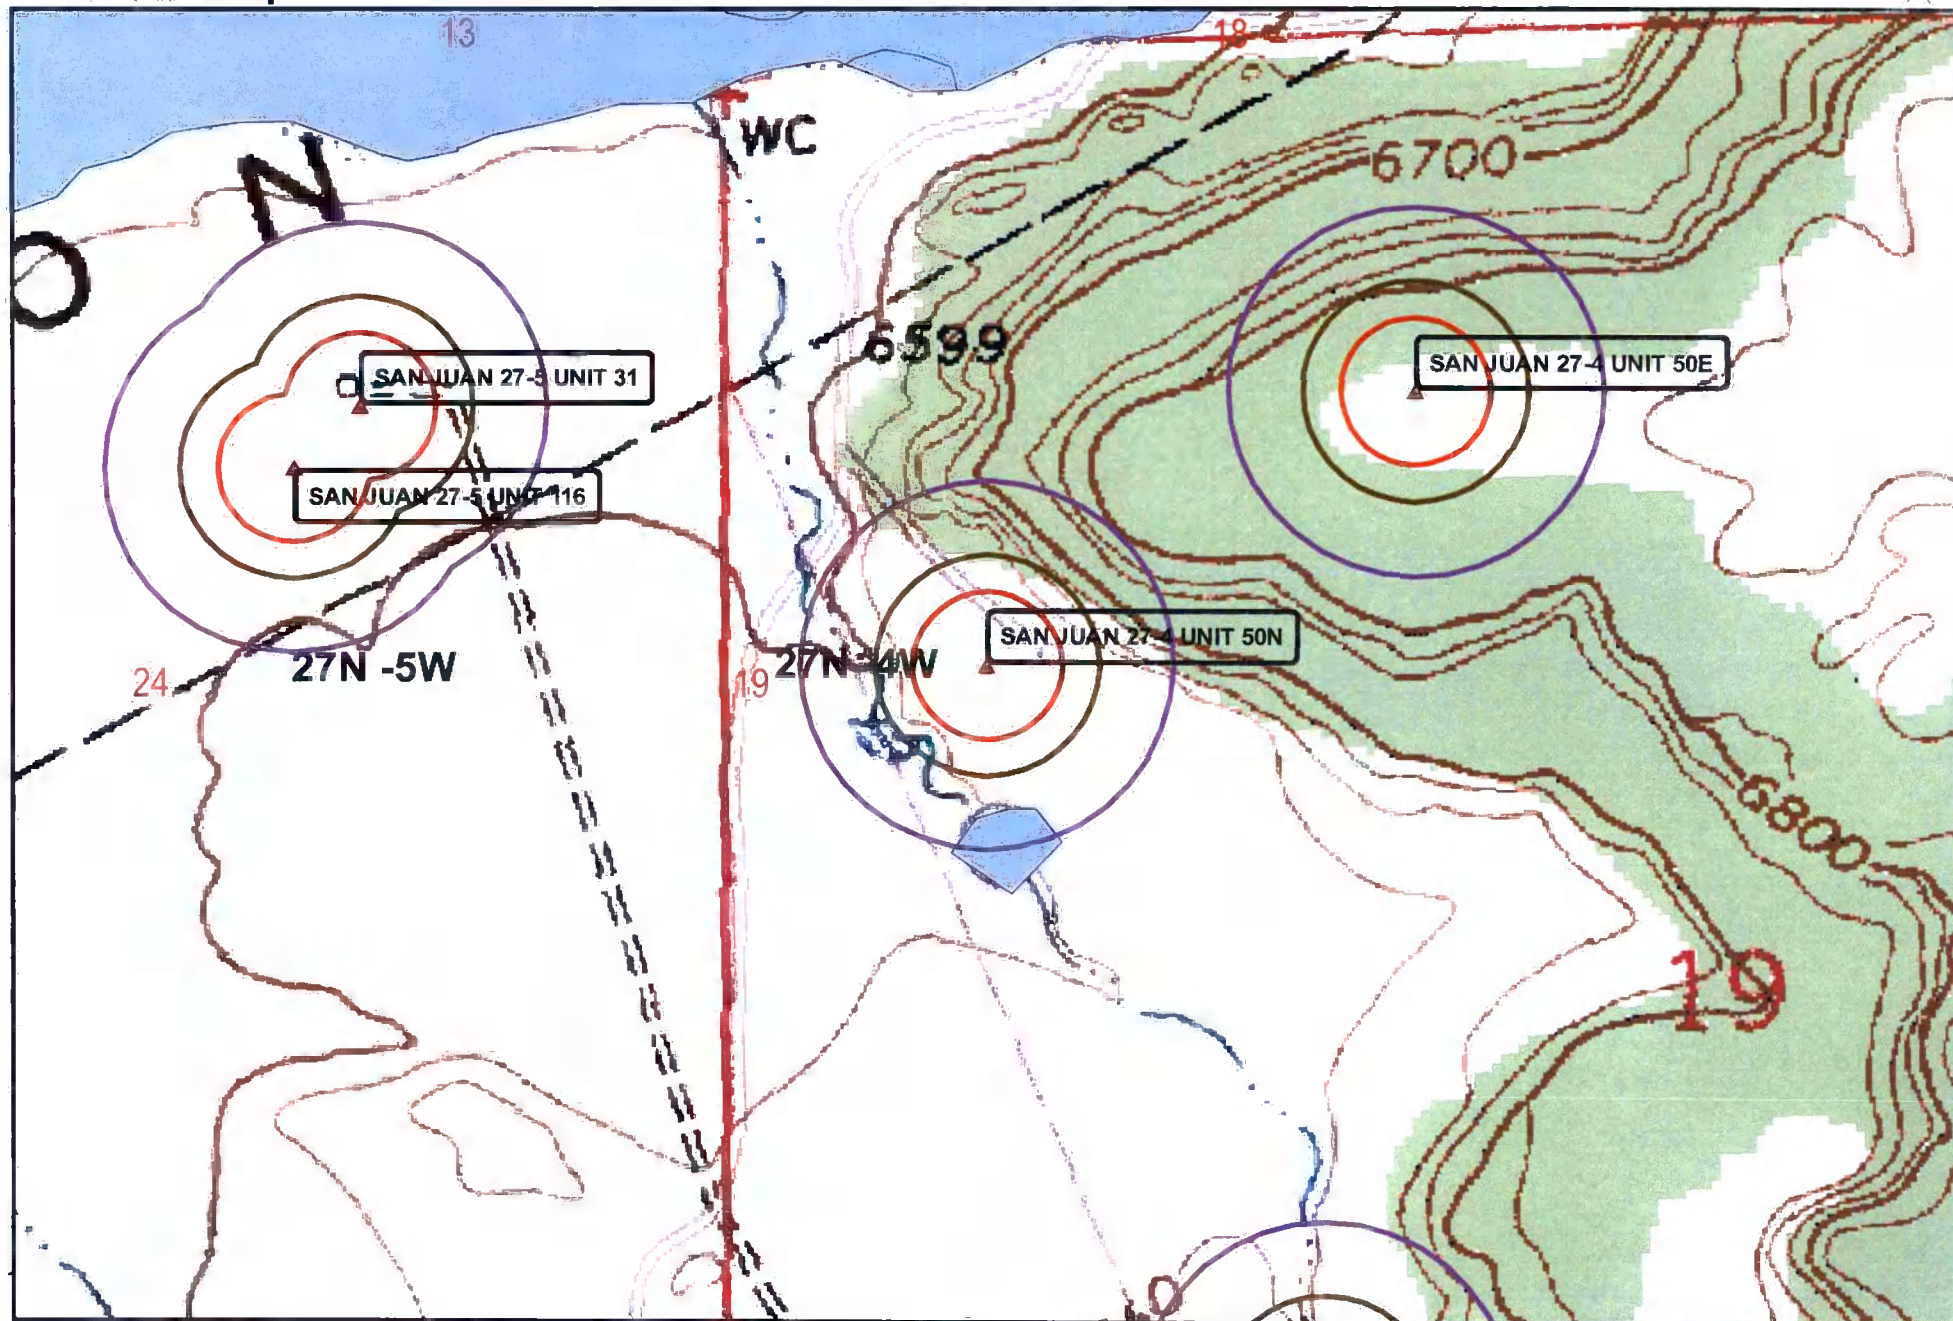 13
18
WC
N
6700
O
6599
SAN JUAN 27-5 UNIT 31
SAN JUAN 27-4 UNIT 50E
SAN JUAN 27-5 UNIT 116
SAN JUAN 27-4 UNIT 50N
27N -5W
27N -4W
24
19
6800
19